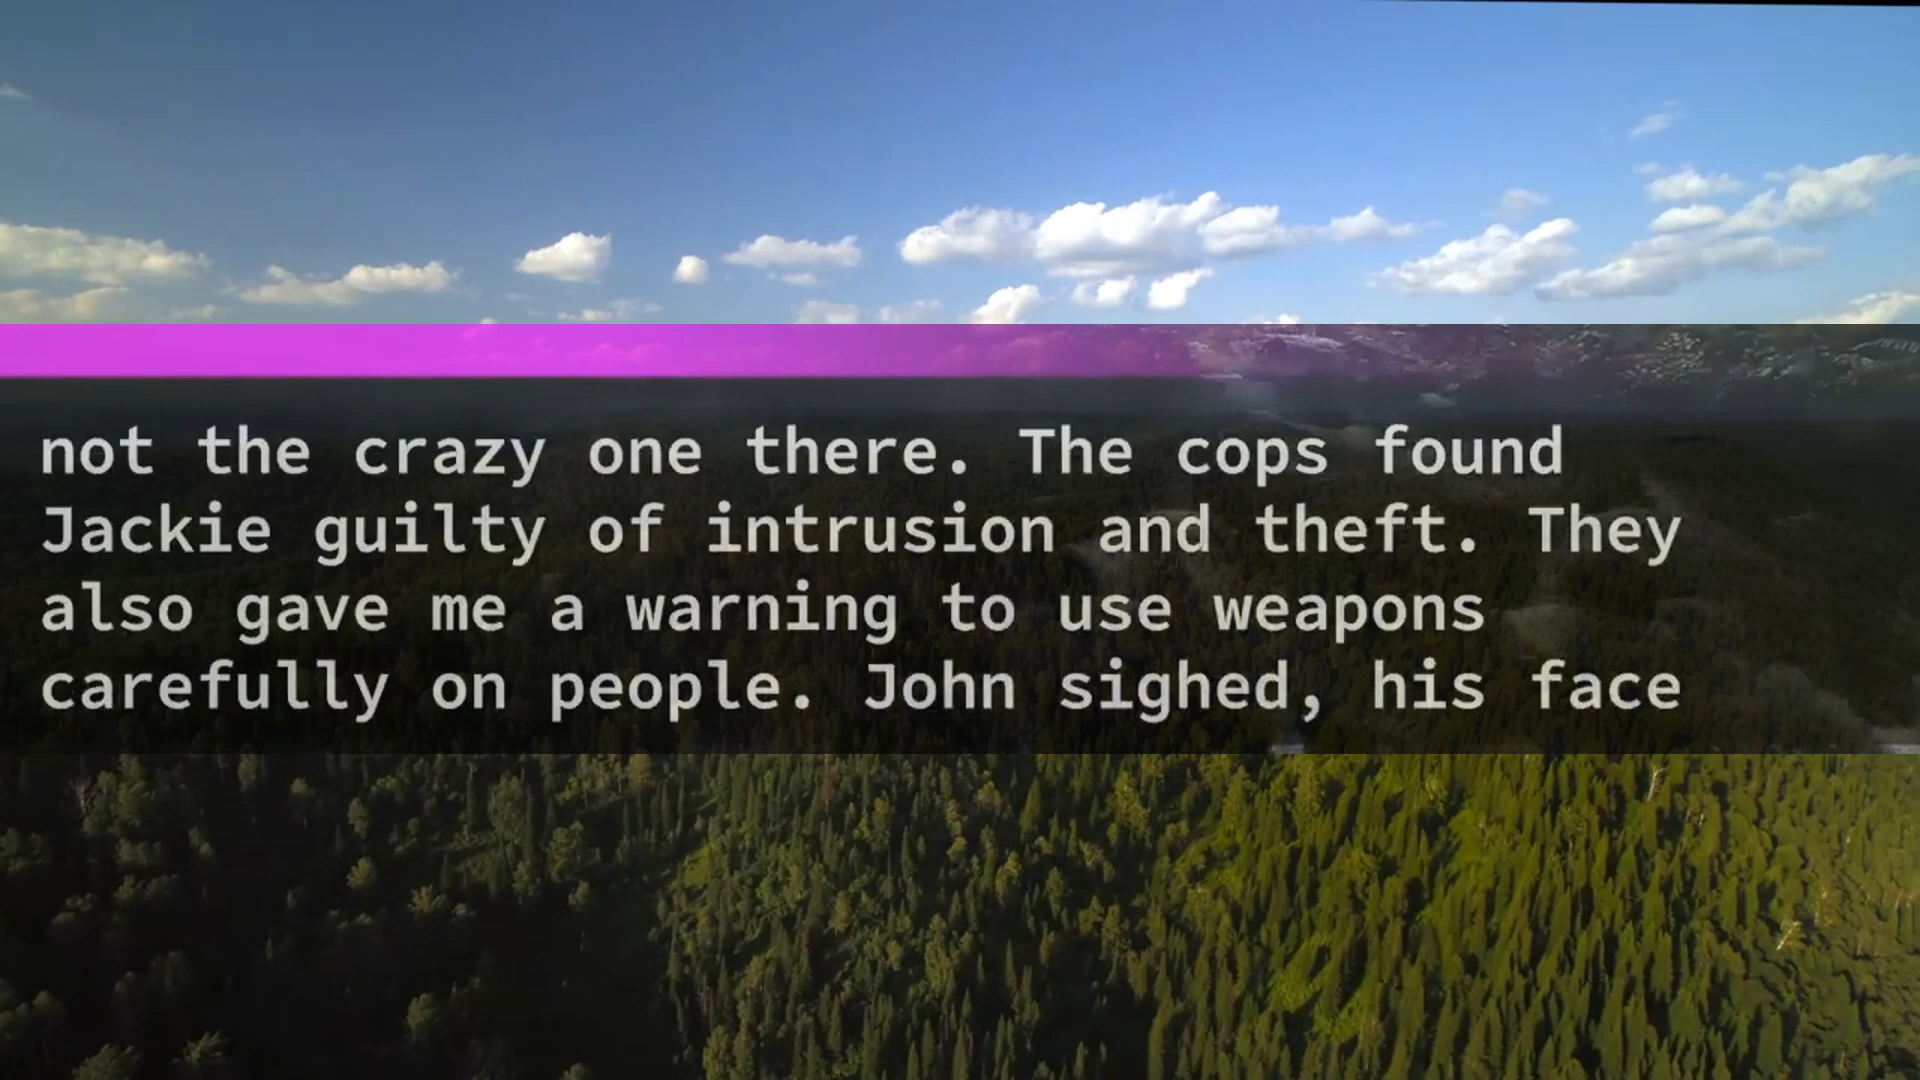 not the crazy one there. The cops found
Jackie guilty of intrusion and theft. They
also gave me a warning to use weapons
carefully on people. John sighed, his face